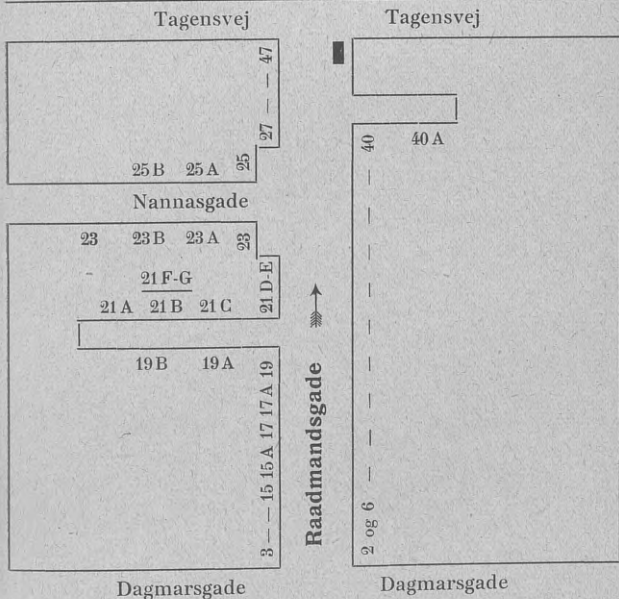 Tagensvej
Tagensvej
27 — — 47
25
25 B 25 A
40 A
40
Nannasgade
23 23 B 23 A
23
21 F-G
21 D-E
21 A 21 B 21 C
19 B 19 A
3 — — 15 15 A 17 17 A 19
Raadmandsgade
2 og 6 — — — — — — — 40
Dagmarsgade
Dagmarsgade